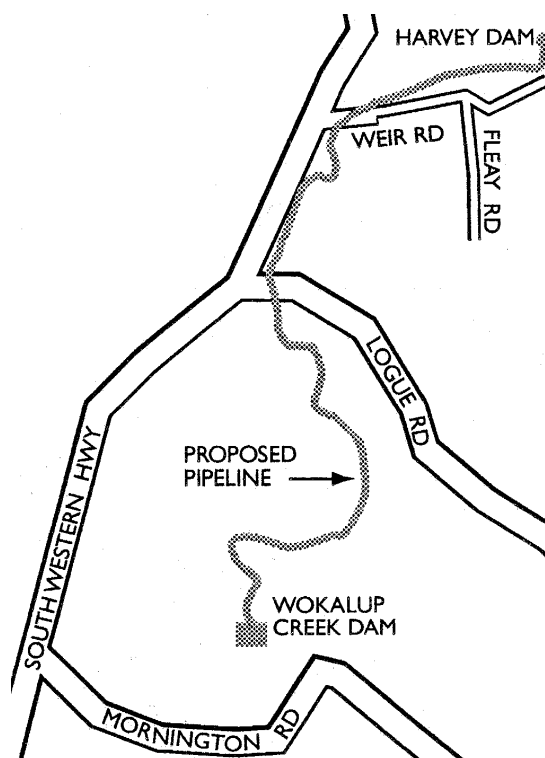 HARVEY DAM
WEIR RD
FLEAY RD
LOGUE RD
PROPOSED
PIPELINE
SOUTH WESTERN HWY
WOKALUP
CREEK DAM
MORNINGTON RD